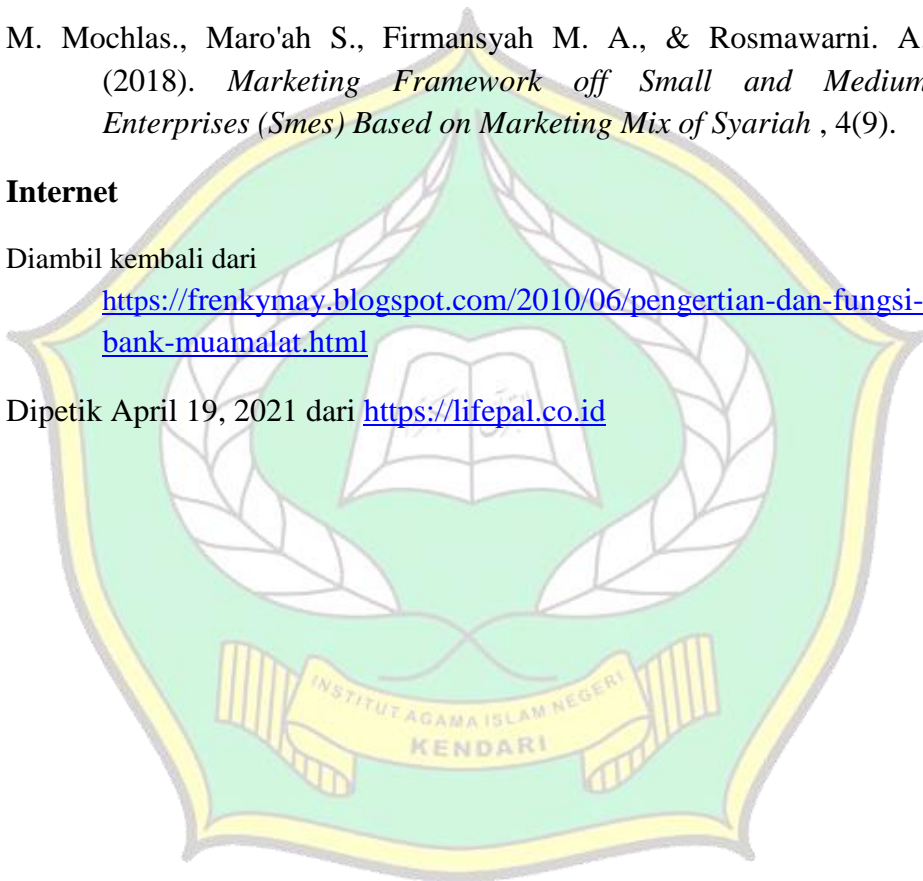 M. Mochlas., Maro'ah S., Firmansyah M. A., & Rosmawarni. A.
(2018). Marketing Framework off Small and Medium
Enterprises (Smes) Based on Marketing Mix of Syariah , 4(9).
Internet
Diambil kembali dari
https://frenkymay.blogspot.com/2010/06/pengertian-dan-fungsi-
bank-muamalat.html
Dipetik April 19, 2021 dari https://lifepal.co.id
INSTITUT AGAMA ISLAM NEGERI
KENDARI